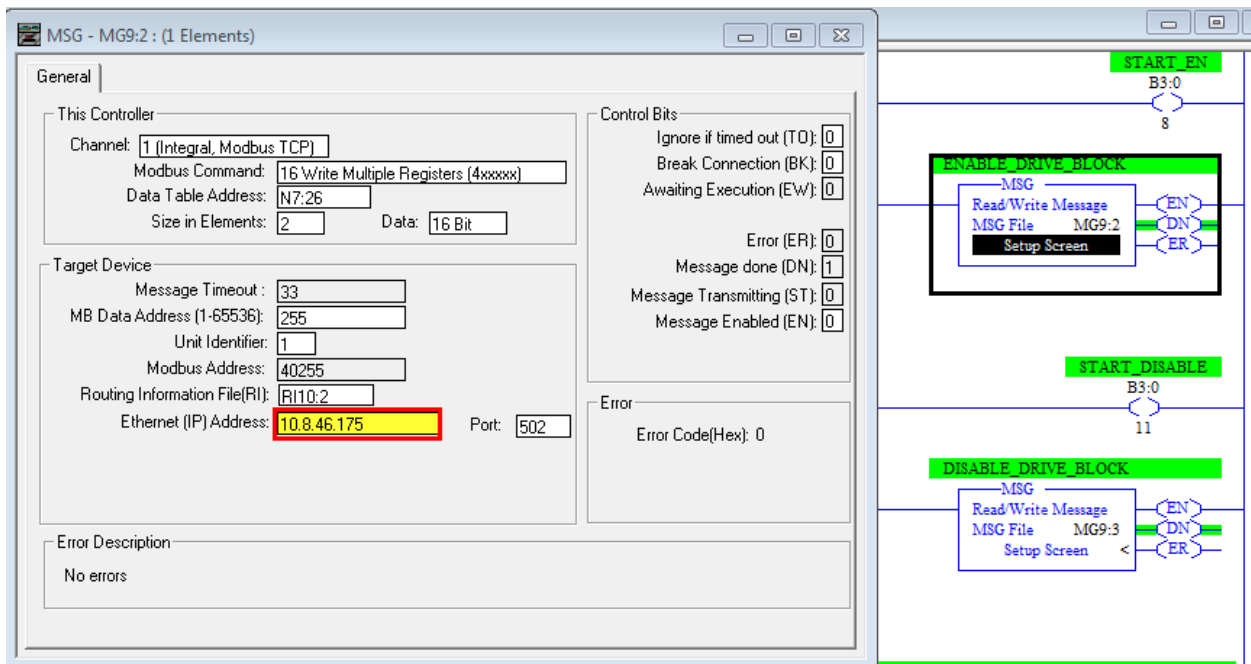 MSG - MG9:2 : (1 Elements)
General
This Controller
Channel: 1 (Integral, Modbus TCP)
Modbus Command: 16 Write Multiple Registers (4xxxxx)
Data Table Address: N7:26
Size in Elements: 2 Data: 16 Bit
Target Device
Message Timeout : 33
MB Data Address (1-65536): 255
Unit Identifier: 1
Modbus Address: 40255
Routing Information File(RI): RI10:2
Ethernet (IP) Address: 10.8.46.175 Port: 502
Control Bits
Ignore if timed out (TO): 0
Break Connection (BK): 0
Awaiting Execution (EW): 0
Error (ER): 0
Message done (DN): 1
Message Transmitting (ST): 0
Message Enabled (EN): 0
Error
Error Code(Hex): 0
Error Description
No errors
START_EN
B3:0
8
ENABLE_DRIVE_BLOCK
MSG
Read/Write Message EN
MSG File MG9:2 DN
Setup Screen ER
START_DISABLE
B3:0
11
DISABLE_DRIVE_BLOCK
MSG
Read/Write Message EN
MSG File MG9:3 DN
Setup Screen < ER